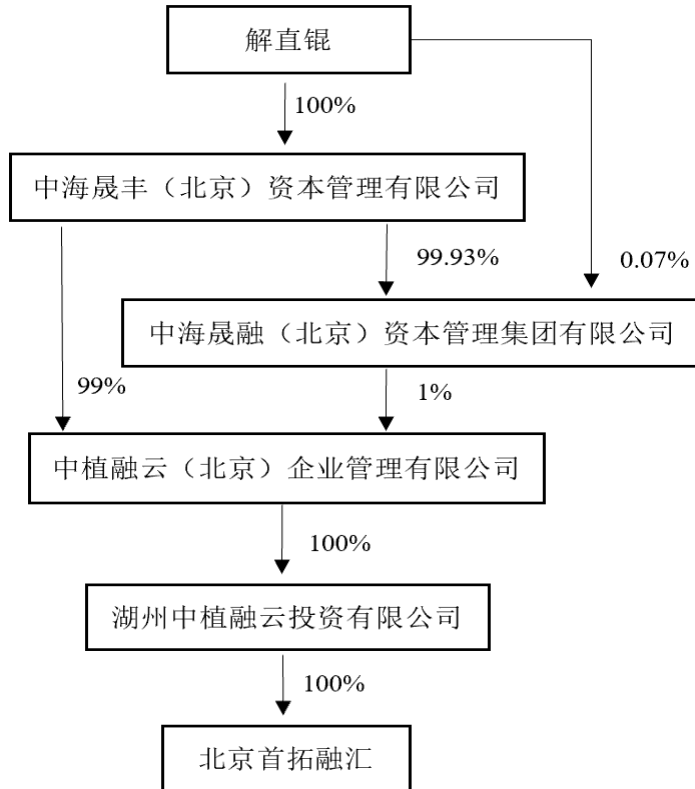 解直锟
100%
中海晟丰（北京）资本管理有限公司
99.93%
0.07%
中海晟融（北京）资本管理集团有限公司
99%
1%
中植融云（北京）企业管理有限公司
100%
湖州中植融云投资有限公司
100%
北京首拓融汇